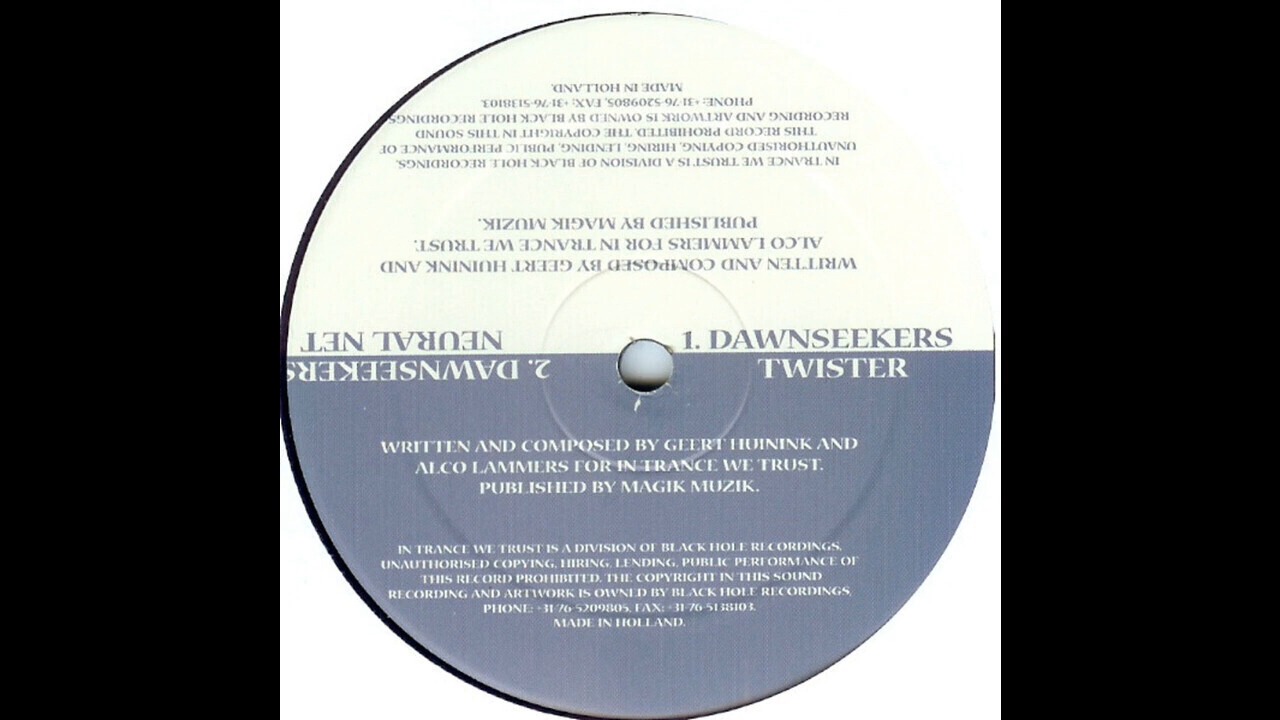 1. DAWNSEEKERS
TWISTER
WRITTEN AND COMPOSED BY GEERT HUININK AND
ALCO LAMMERS FOR IN TRANCE WE TRUST.
PUBLISHED BY MAGIK MUZIK.
IN TRANCE WE TRUST IS A DIVISION OF BLACK HOLE RECORDINGS.
UNAUTHORISED COPYING, HIRING, LENDING, PUBLIC PERFORMANCE OF
THIS RECORD PROHIBITED. THE COPYRIGHT IN THIS SOUND
RECORDING AND ARTWORK IS OWNED BY BLACK HOLE RECORDINGS,
PHONE: +31-76-5209805, FAX: +31-76-5138103.
MADE IN HOLLAND.
2. DAWNSEEKERS
NEURAL NET
WRITTEN AND COMPOSED BY GEERT HUININK AND
ALCO LAMMERS FOR IN TRANCE WE TRUST.
PUBLISHED BY MAGIK MUZIK.
IN TRANCE WE TRUST IS A DIVISION OF BLACK HOLE RECORDINGS.
UNAUTHORISED COPYING, HIRING, LENDING, PUBLIC PERFORMANCE OF
THIS RECORD PROHIBITED. THE COPYRIGHT IN THIS SOUND
RECORDING AND ARTWORK IS OWNED BY BLACK HOLE RECORDINGS
PHONE: +31-76-5209805, FAX: +31-76-5138103.
MADE IN HOLLAND.